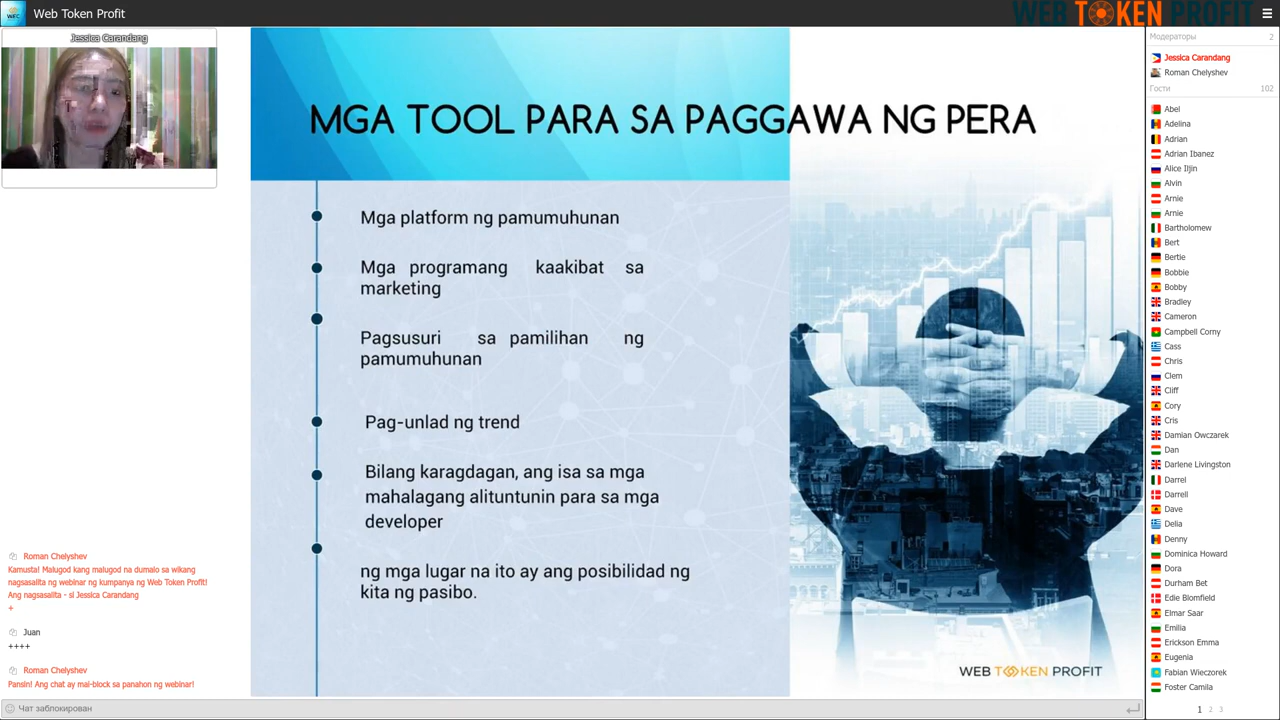 WEC
Web Token Profit
WEB TOKEN PROFIT
Jessica Carandang
MGA TOOL PARA SA PAGGAWA NG PERA
Mga platform ng pamumuhunan
Mga programang kaakibat sa
marketing
Pagsusuri sa pamilihan ng
pamumuhunan
Pag-unlad ng trend
Bilang karagdagan, ang isa sa mga
mahalagang alituntunin para sa mga
developer
ng mga lugar na ito ay ang posibilidad ng
kita ng pasibo.
WEB TOKEN PROFIT
Roman Chelyshev
Kamusta! Malugod kang malugod na dumalo sa wikang
nagsasalita ng webinar ng kumpanya ng Web Token Profit!
Ang nagsasalita - si Jessica Carandang
+
Juan
++++
Roman Chelyshev
Pansin! Ang chat ay mai-block sa panahon ng webinar!
Чат заблокирован
Модераторы 2
Jessica Carandang
Roman Chelyshev
Гости 102
Abel
Adelina
Adrian
Adrian Ibanez
Alice Iljin
Alvin
Arnie
Arnie
Bartholomew
Bert
Bertie
Bobbie
Bobby
Bradley
Cameron
Campbell Corny
Cass
Chris
Clem
Cliff
Cory
Cris
Damian Owczarek
Dan
Darlene Livingston
Darrel
Darrell
Dave
Delia
Denny
Dominica Howard
Dora
Durham Bet
Edie Blomfield
Elmar Saar
Emilia
Erickson Emma
Eugenia
Fabian Wieczorek
Foster Camila
1 2 3